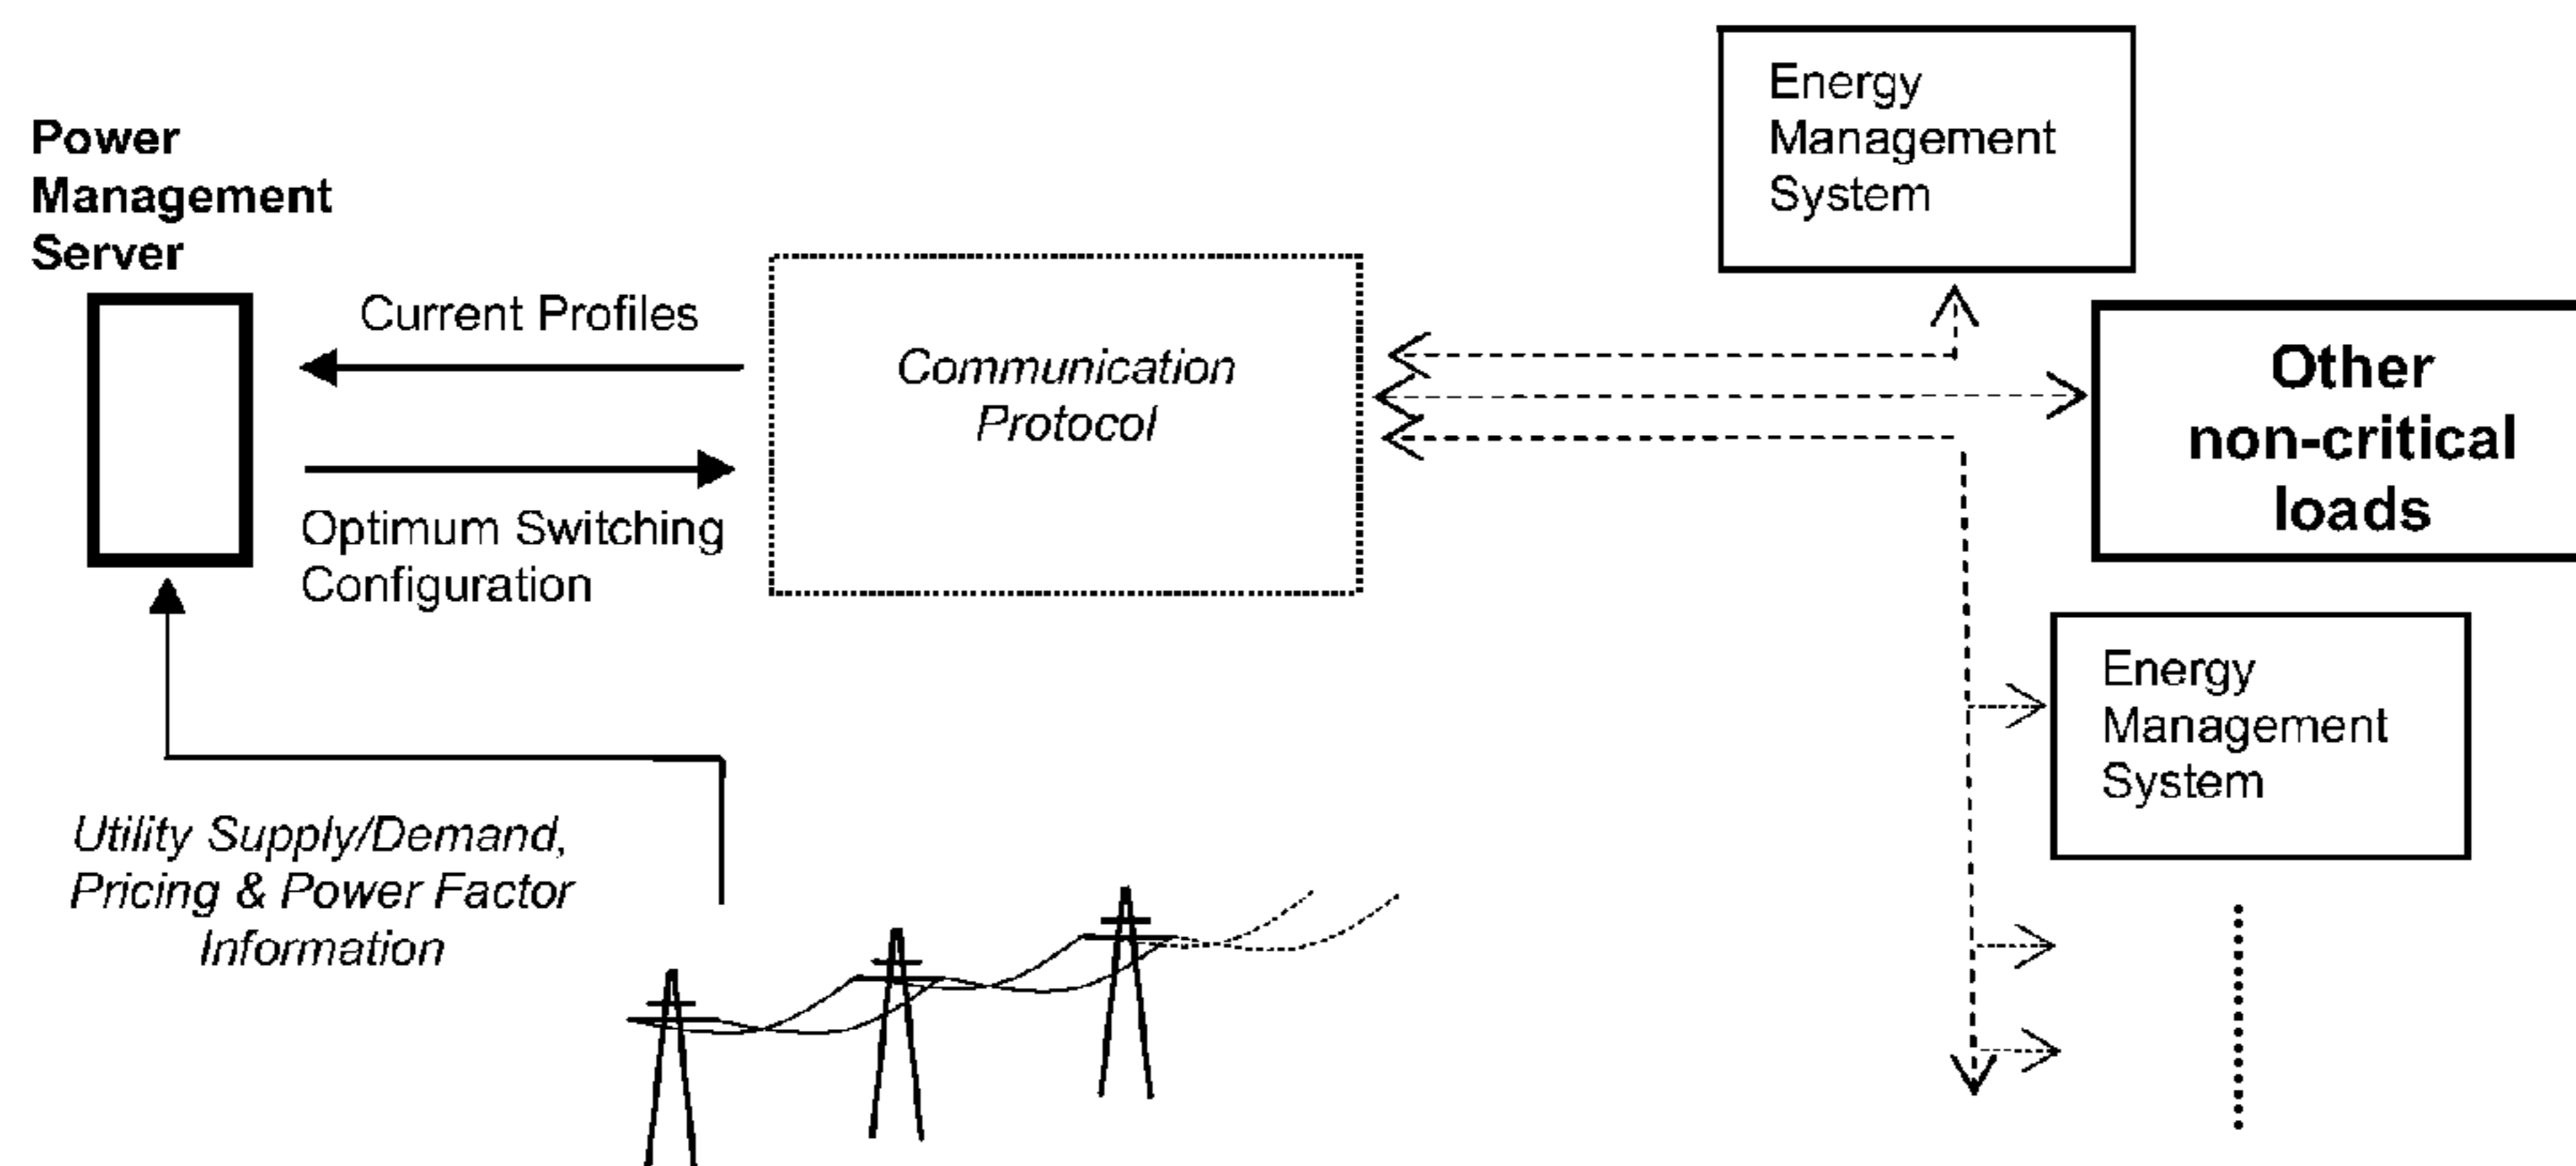 Power
Management
Server
Current Profiles
Optimum Switching
Configuration
Communication
Protocol
Energy
Management
System
Other
non-critical
loads
Energy
Management
System
Utility Supply/Demand,
Pricing & Power Factor
Information